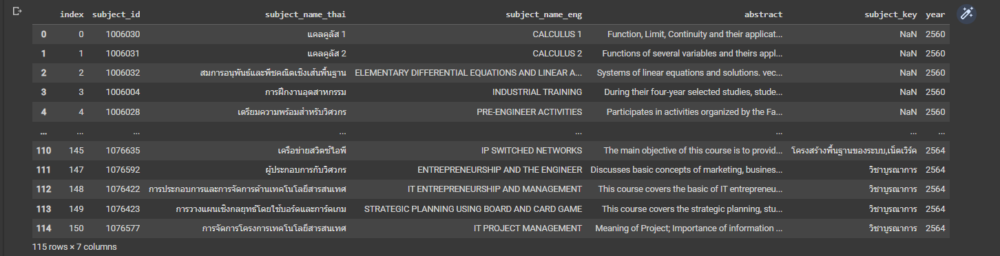 index subject_id subject_name_thai subject_name_eng abstract subject_key year
0 0 1006030 แคลคูลัส 1 CALCULUS 1 Function, Limit, Continuity and their applicat... NaN 2560
1 1 1006031 แคลคูลัส 2 CALCULUS 2 Functions of several variables and theirs appl... NaN 2560
2 2 1006032 สมการอนุพันธ์และพีชคณิตเชิงเส้นพื้นฐาน ELEMENTARY DIFFERENTIAL EQUATIONS AND LINEAR A... Systems of linear equations and solutions. vec... NaN 2560
3 3 1006004 การฝึกงานอุตสาหกรรม INDUSTRIAL TRAINING During their four-year selected studies, stude... NaN 2560
4 4 1006028 เตรียมความพร้อมสำหรับวิศวกร PRE-ENGINEER ACTIVITIES Participates in activities organized by the Fa... NaN 2560
... ... ... ... ... ... ... ...
110 145 1076635 เครือข่ายสวิตช์ไอพี IP SWITCHED NETWORKS The main objective of this course is to provid... โครงสร้างพื้นฐานของระบบ,เน็ตเวิร์ค 2564
111 147 1076592 ผู้ประกอบการกับวิศวกร ENTREPRENEURSHIP AND THE ENGINEER Discusses basic concepts of marketing, busines... วิชาบูรณาการ 2564
112 148 1076422 การประกอบการและการจัดการด้านเทคโนโลยีสารสนเทศ IT ENTREPRENEURSHIP AND MANAGEMENT This course covers the basic of IT entrepreneu... วิชาบูรณาการ 2564
113 149 1076423 การวางแผนเชิงกลยุทธ์โดยใช้บอร์ดและการ์ดเกม STRATEGIC PLANNING USING BOARD AND CARD GAME This course covers the strategic planning, stu... วิชาบูรณาการ 2564
114 150 1076577 การจัดการโครงการเทคโนโลยีสารสนเทศ IT PROJECT MANAGEMENT Meaning of Project; Importance of information ... วิชาบูรณาการ 2564
115 rows × 7 columns